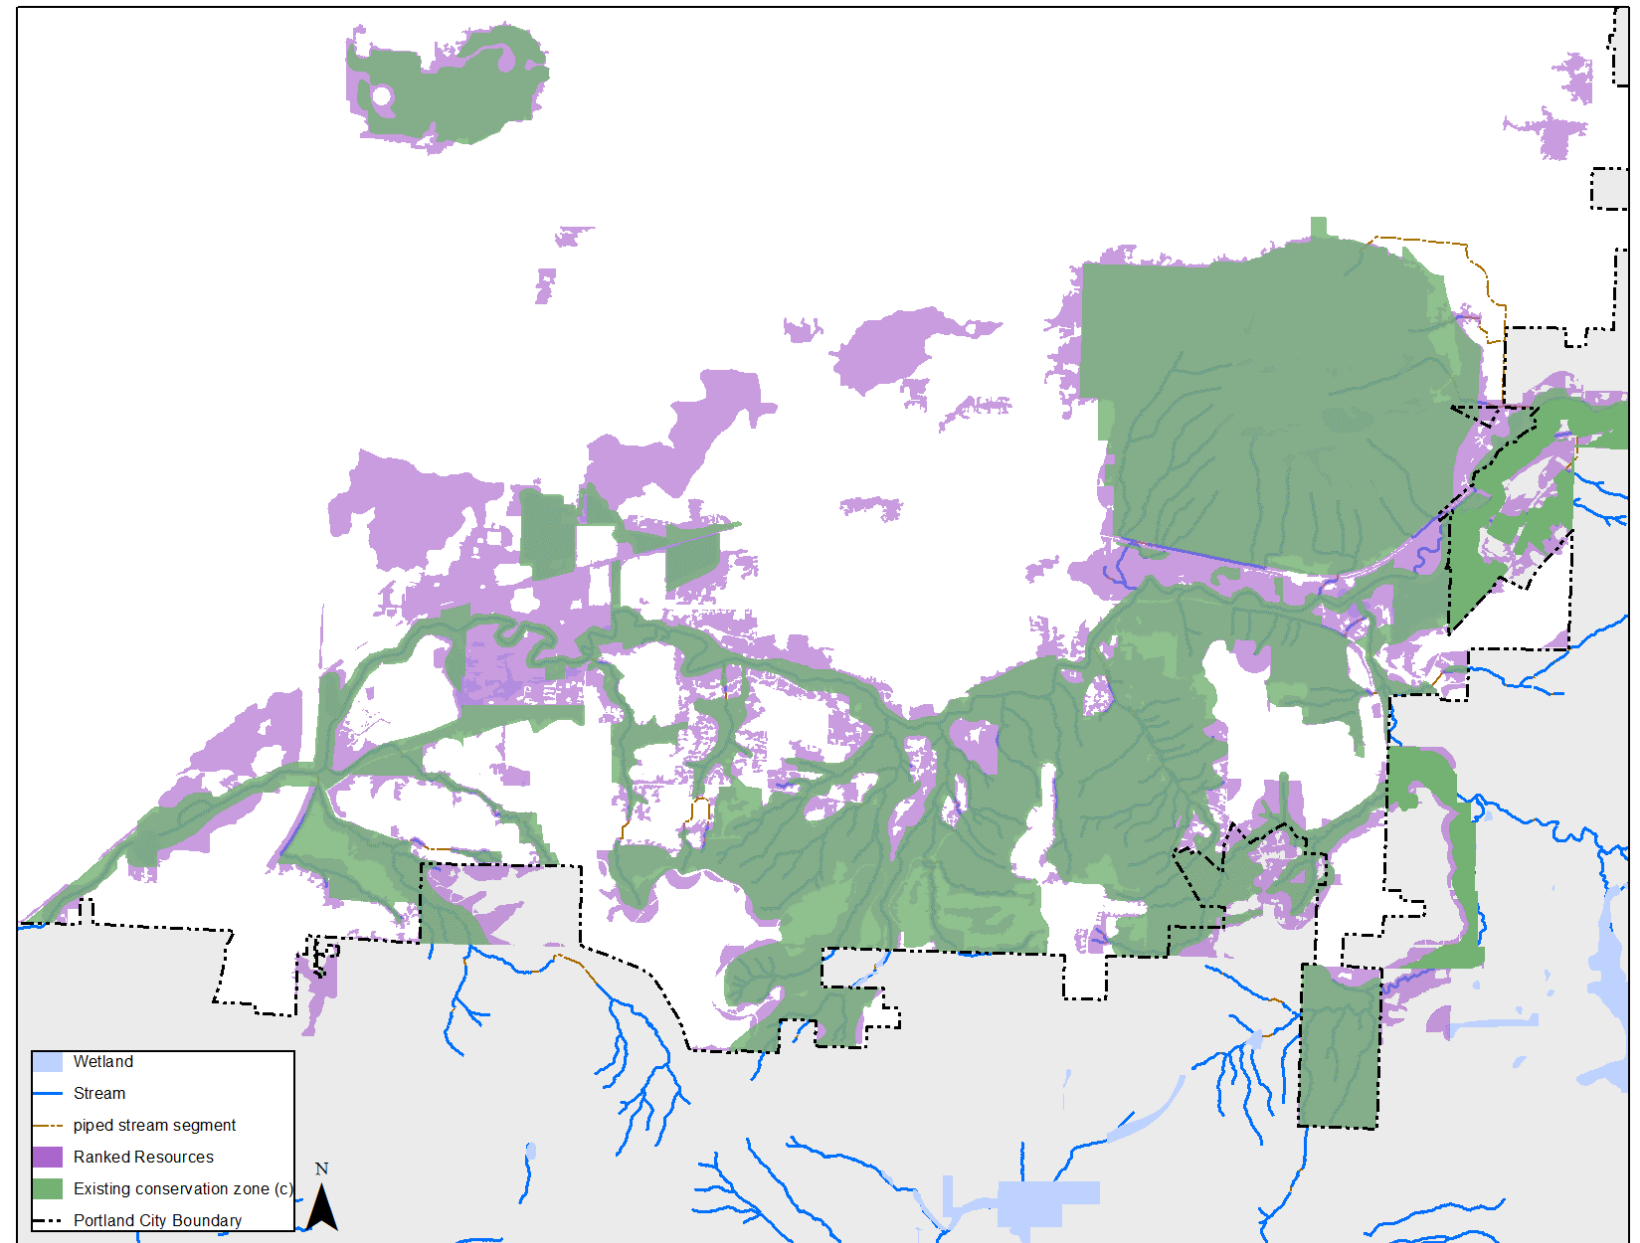 Wetland
Stream
piped stream segment
Ranked Resources
Existing conservation zone (c)
Portland City Boundary
N